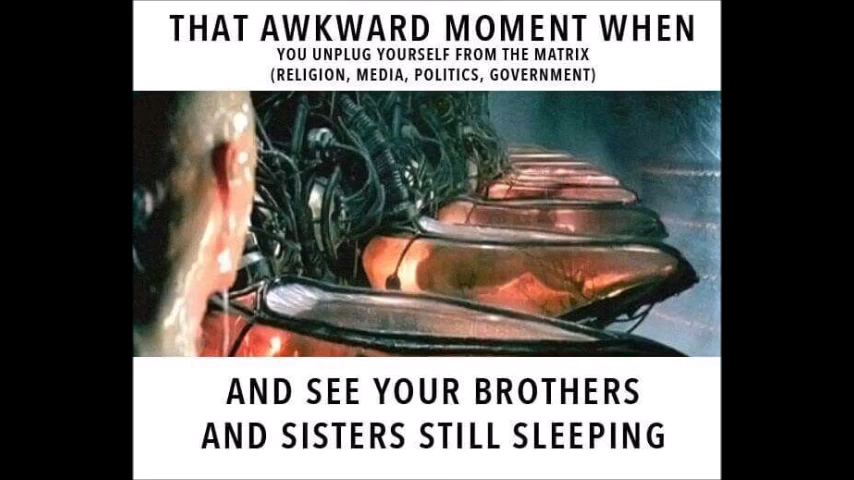 THAT AWKWARD MOMENT WHEN
YOU UNPLUG YOURSELF FROM THE MATRIX
(RELIGION, MEDIA, POLITICS, GOVERNMENT)
AND SEE YOUR BROTHERS
AND SISTERS STILL SLEEPING